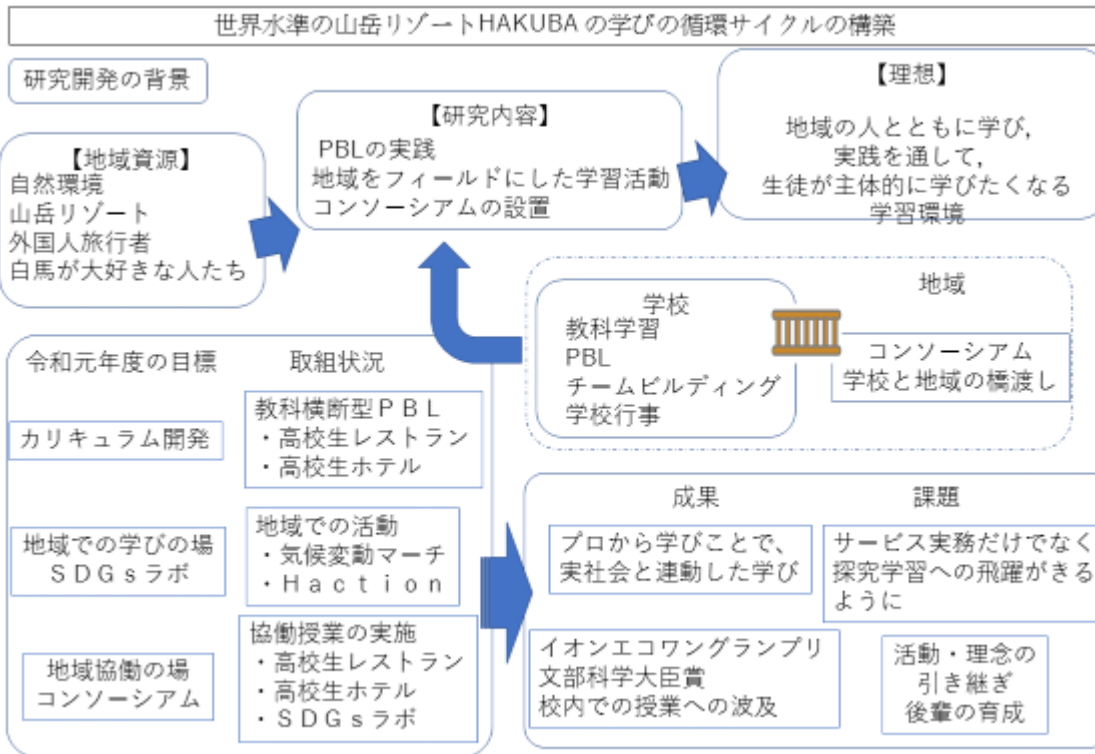 世界水準の山岳リゾートHAKUBAの学びの循環サイクルの構築
研究開発の背景
【地域資源】
自然環境
山岳リゾート
外国人旅行者
白馬が大好きな人たち
【研究内容】
PBLの実践
地域をフィールドにした学習活動
コンソーシアムの設置
【理想】
地域の人とともに学び,
実践を通して,
生徒が主体的に学びたくなる
学習環境
学校
教科学習
PBL
チームビルディング
学校行事
地域
コンソーシアム
学校と地域の橋渡し
令和元年度の目標
取組状況
カリキュラム開発
教科横断型PBL
・高校生レストラン
・高校生ホテル
地域での学びの場
SDGsラボ
地域での活動
・気候変動マーチ
・Haction
地域協働の場
コンソーシアム
協働授業の実施
・高校生レストラン
・高校生ホテル
・SDGsラボ
成果
課題
プロから学びことで、
実社会と連動した学び
サービス実務だけでなく
探究学習への飛躍がきる
ように
イオンエコワングランプリ
文部科学大臣賞
校内での授業への波及
活動・理念の
引き継ぎ
後輩の育成